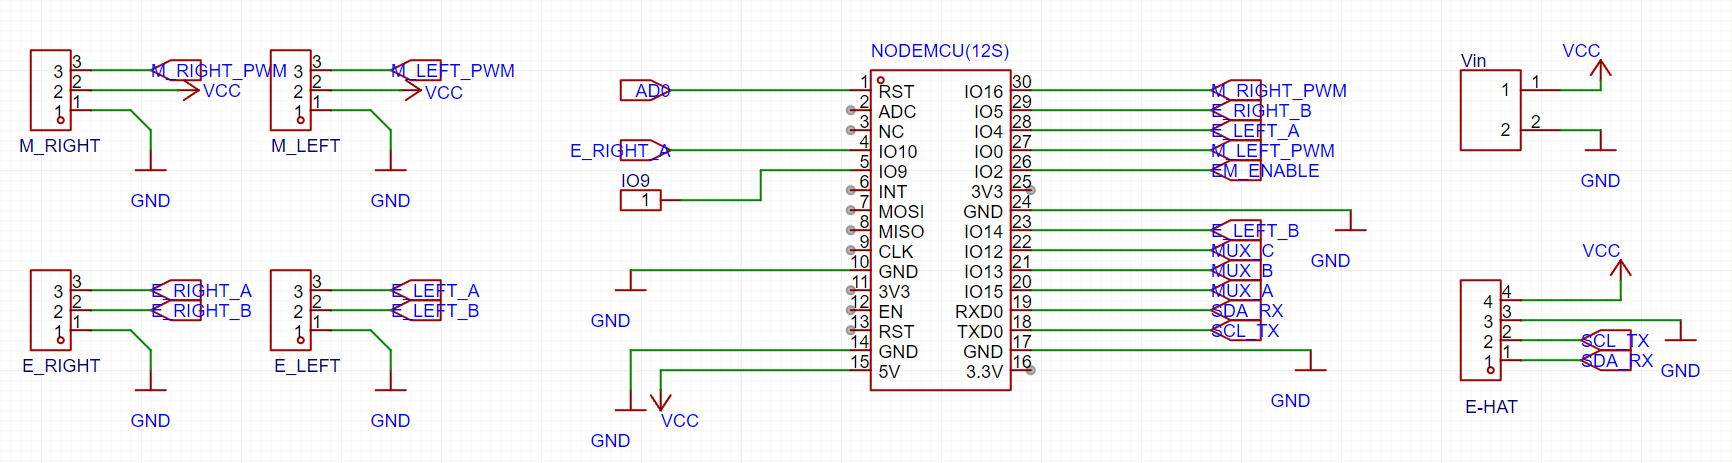 3 3 M_RIGHT_PWM
2 2 VCC
1 1
M_RIGHT
GND
3 3 M_LEFT_PWM
2 2 VCC
1 1
M_LEFT
GND
3 3 E_RIGHT_A
2 2 E_RIGHT_B
1 1
E_RIGHT
GND
3 3 E_LEFT_A
2 2 E_LEFT_B
1 1
E_LEFT
GND
NODEMCU(12S)
AD0 1 RST IO16 30 M_RIGHT_PWM
2 ADC IO5 29 E_RIGHT_B
3 NC IO4 28 E_LEFT_A
E_RIGHT_A 4 IO10 IO0 27 M_LEFT_PWM
5 IO9 IO2 26 EM_ENABLE
IO9
1
6 INT 3V3 25
7 MOSI GND 24
8 MISO IO14 23 E_LEFT_B
9 CLK IO12 22 MUX_C
10 GND IO13 21 MUX_B
11 3V3 IO15 20 MUX_A
12 EN RXD0 19 SDA_RX
13 RST TXD0 18 SCL_TX
14 GND GND 17
15 5V 3.3V 16
GND
GND
VCC
GND
GND
Vin
VCC
1 1
2 2
GND
VCC
4 4
3 3
2 2 SCL_TX
1 1 SDA_RX
GND
E-HAT